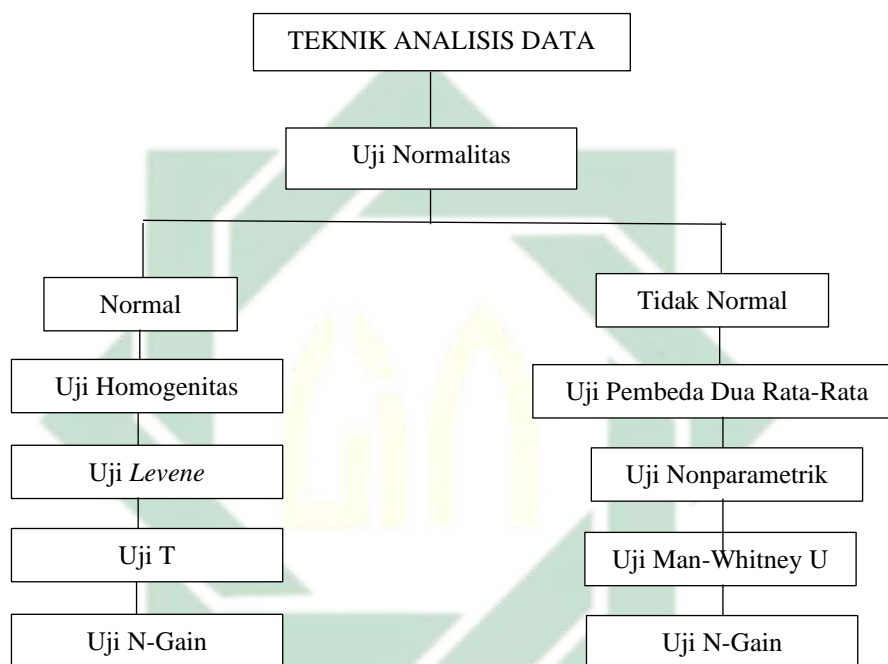 TEKNIK ANALISIS DATA
Uji Normalitas
Normal
Uji Homogenitas
Uji Levene
Uji T
Uji N-Gain
Tidak Normal
Uji Pembeda Dua Rata-Rata
Uji Nonparametrik
Uji Man-Whitney U
Uji N-Gain